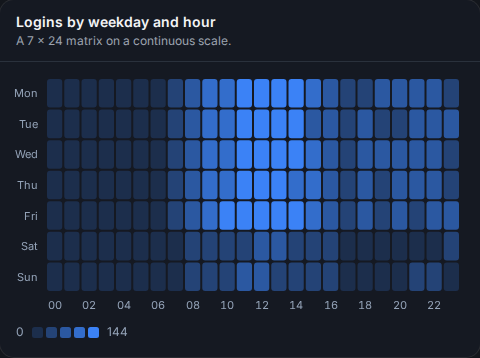 Logins by weekday and hour
A 7 × 24 matrix on a continuous scale.
Mon
Tue
Wed
Thu
Fri
Sat
Sun
00 02 04 06 08 10 12 14 16 18 20 22
0 144